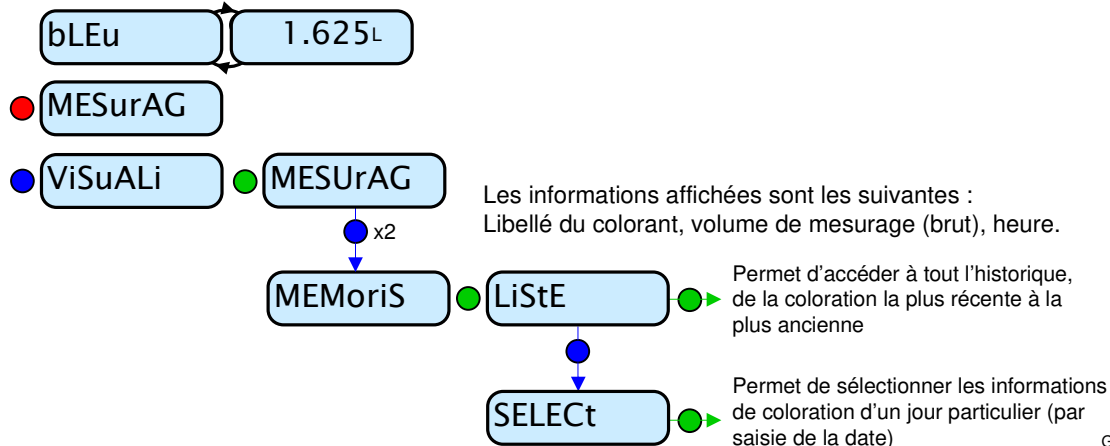 bLEu
1.625L
MESurAG
ViSuALi
MESUrAG
Les informations affichées sont les suivantes :
Libellé du colorant, volume de mesurage (brut), heure.
x2
MEMoriS
LiStE
Permet d’accéder à tout l’historique,
de la coloration la plus récente à la
plus ancienne
SELECt
Permet de sélectionner les informations
de coloration d’un jour particulier (par
saisie de la date)